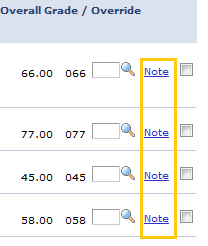 Overall Grade / Override
66.00 066 Note
77.00 077 Note
45.00 045 Note
58.00 058 Note